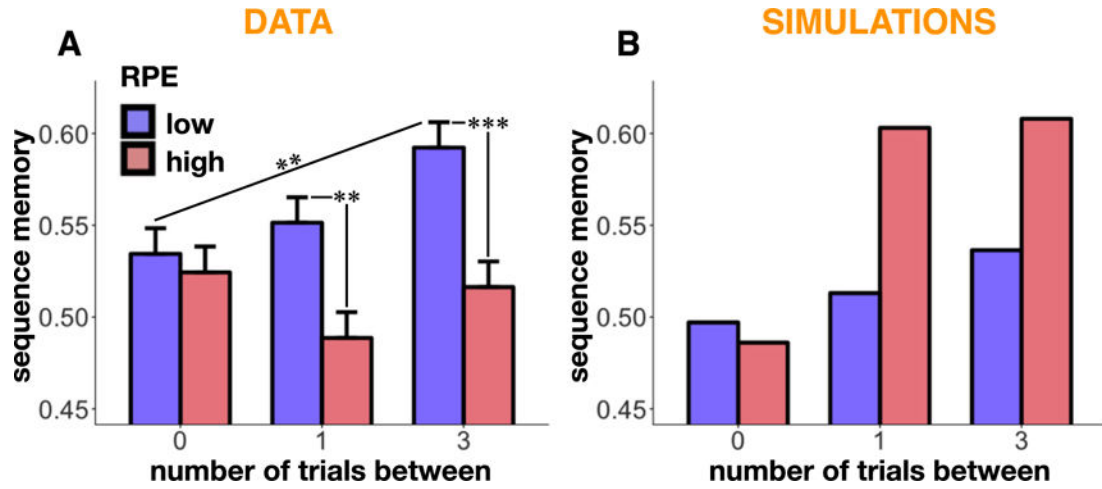 DATA
SIMULATIONS
A
B
RPE
low
high
sequence memory
0.60
0.55
0.50
0.45
**
**
***
0
1
3
number of trials between
sequence memory
0.60
0.55
0.50
0.45
0
1
3
number of trials between